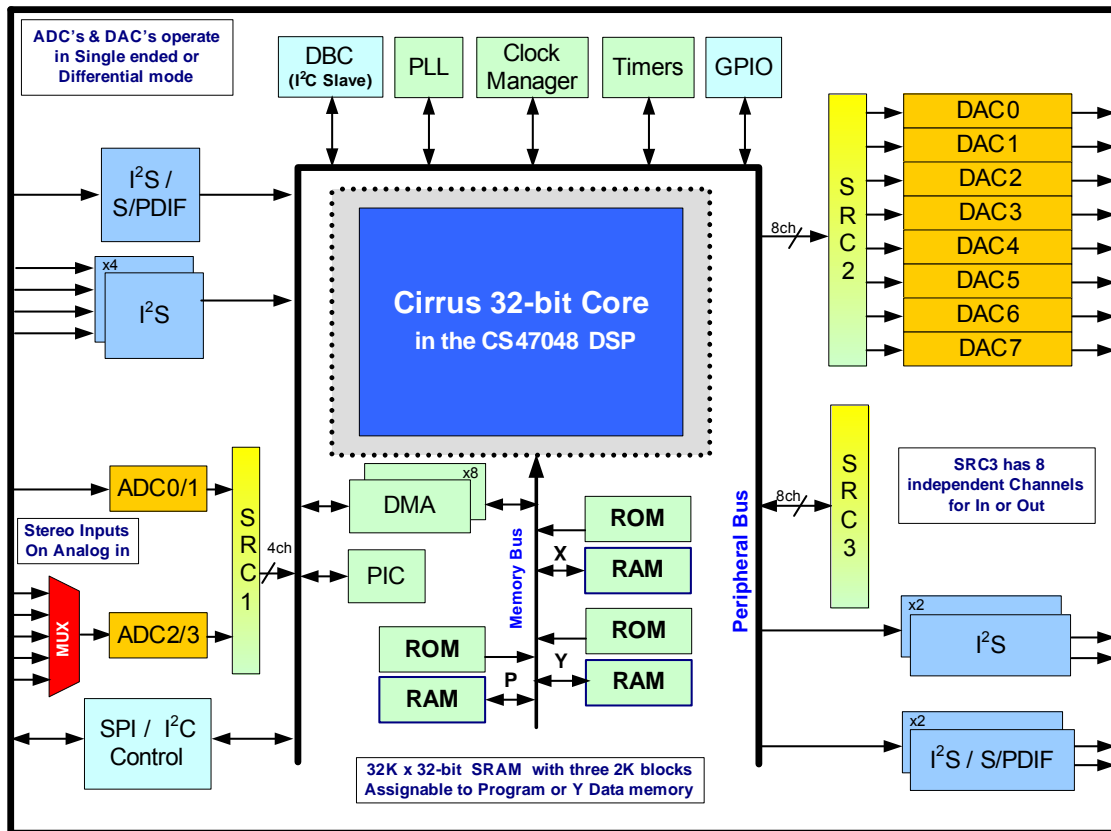 ADC's & DAC's operate
in Single ended or
Differential mode
DBC
(I²C Slave)
PLL
Clock
Manager
Timers
GPIO
I²S /
S/PDIF
x4
I²S
Cirrus 32-bit Core
in the CS47048 DSP
8ch
SRC2
DAC0
DAC1
DAC2
DAC3
DAC4
DAC5
DAC6
DAC7
ADC0/1
Stereo Inputs
On Analog in
MUX
ADC2/3
SRC1
4ch
SPI / I²C
Control
x8
DMA
PIC
Memory Bus
ROM
X
RAM
ROM
Y
RAM
ROM
P
RAM
Peripheral Bus
8ch
SRC3
SRC3 has 8
independent Channels
for In or Out
x2
I²S
x2
I²S / S/PDIF
32K x 32-bit SRAM with three 2K blocks
Assignable to Program or Y Data memory